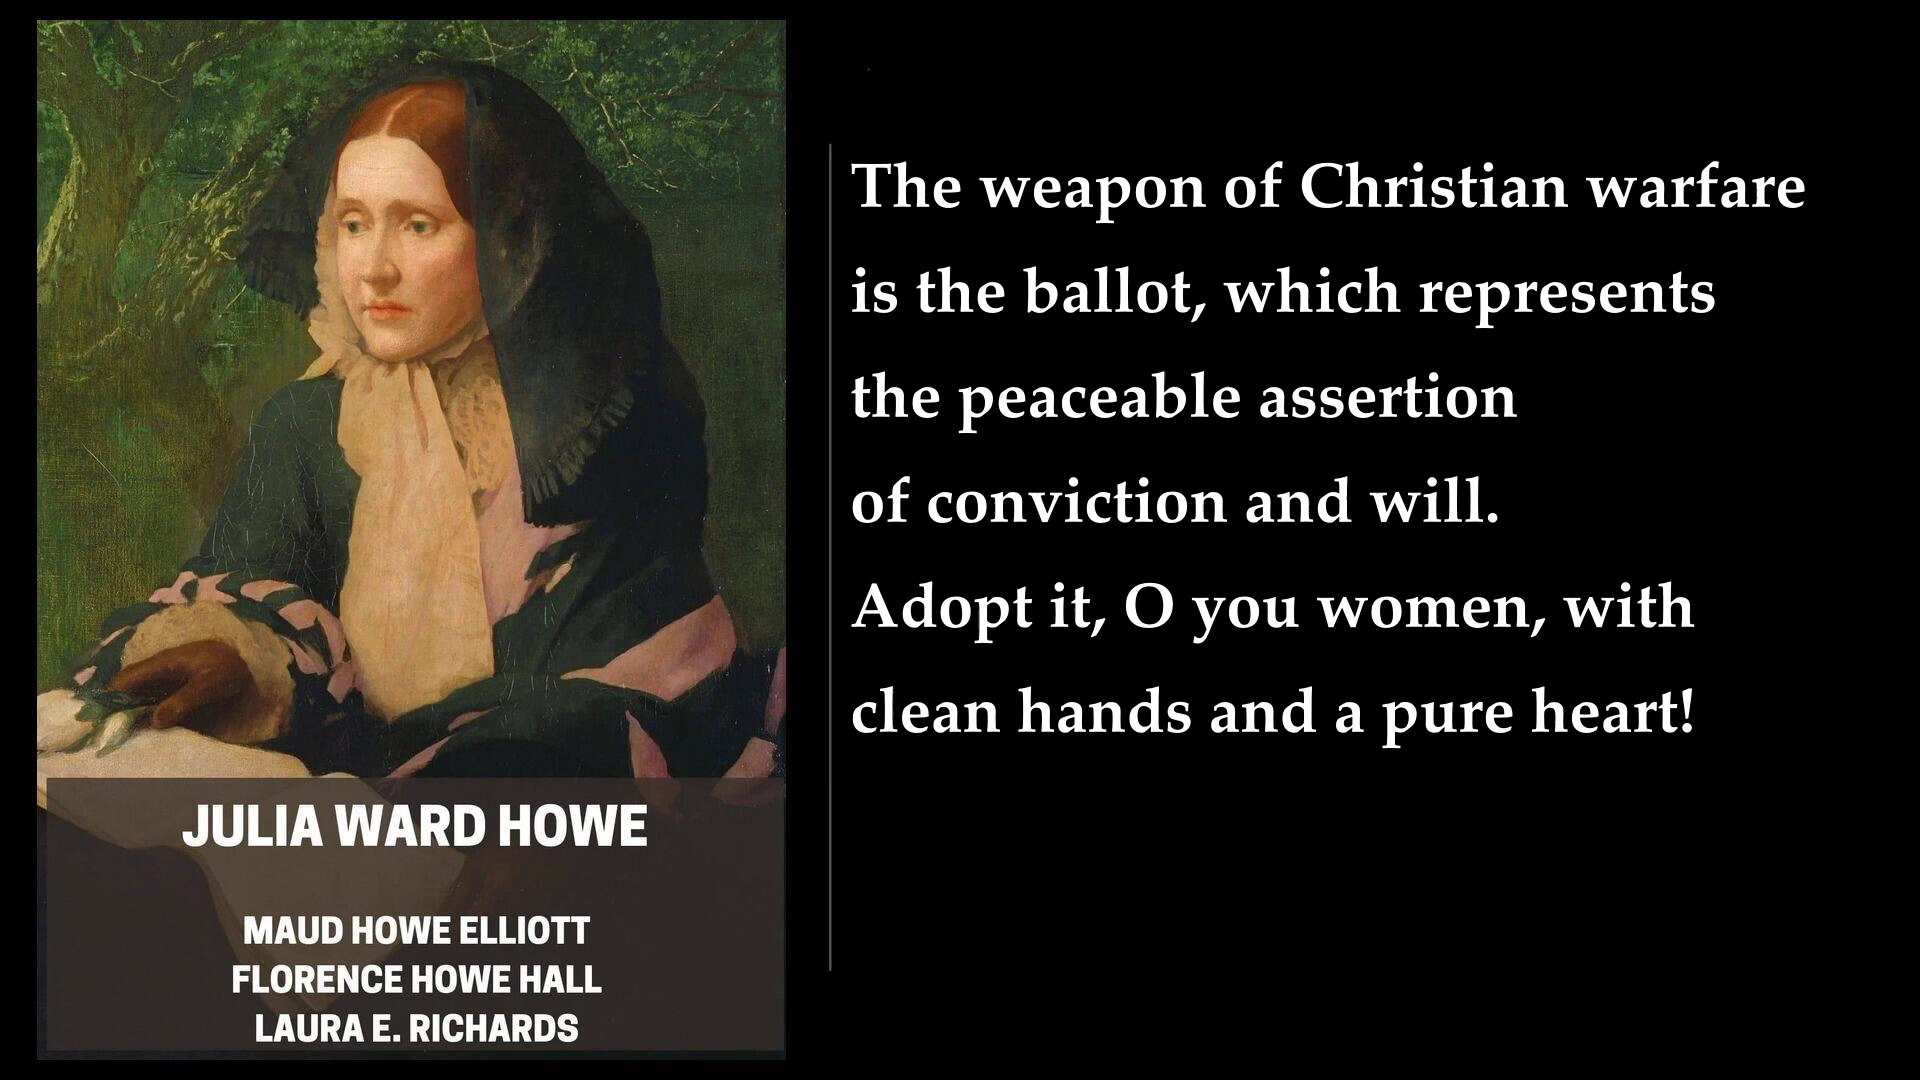 JULIA WARD HOWE
MAUD HOWE ELLIOTT
FLORENCE HOWE HALL
LAURA E. RICHARDS
The weapon of Christian warfare
is the ballot, which represents
the peaceable assertion
of conviction and will.
Adopt it, O you women, with
clean hands and a pure heart!